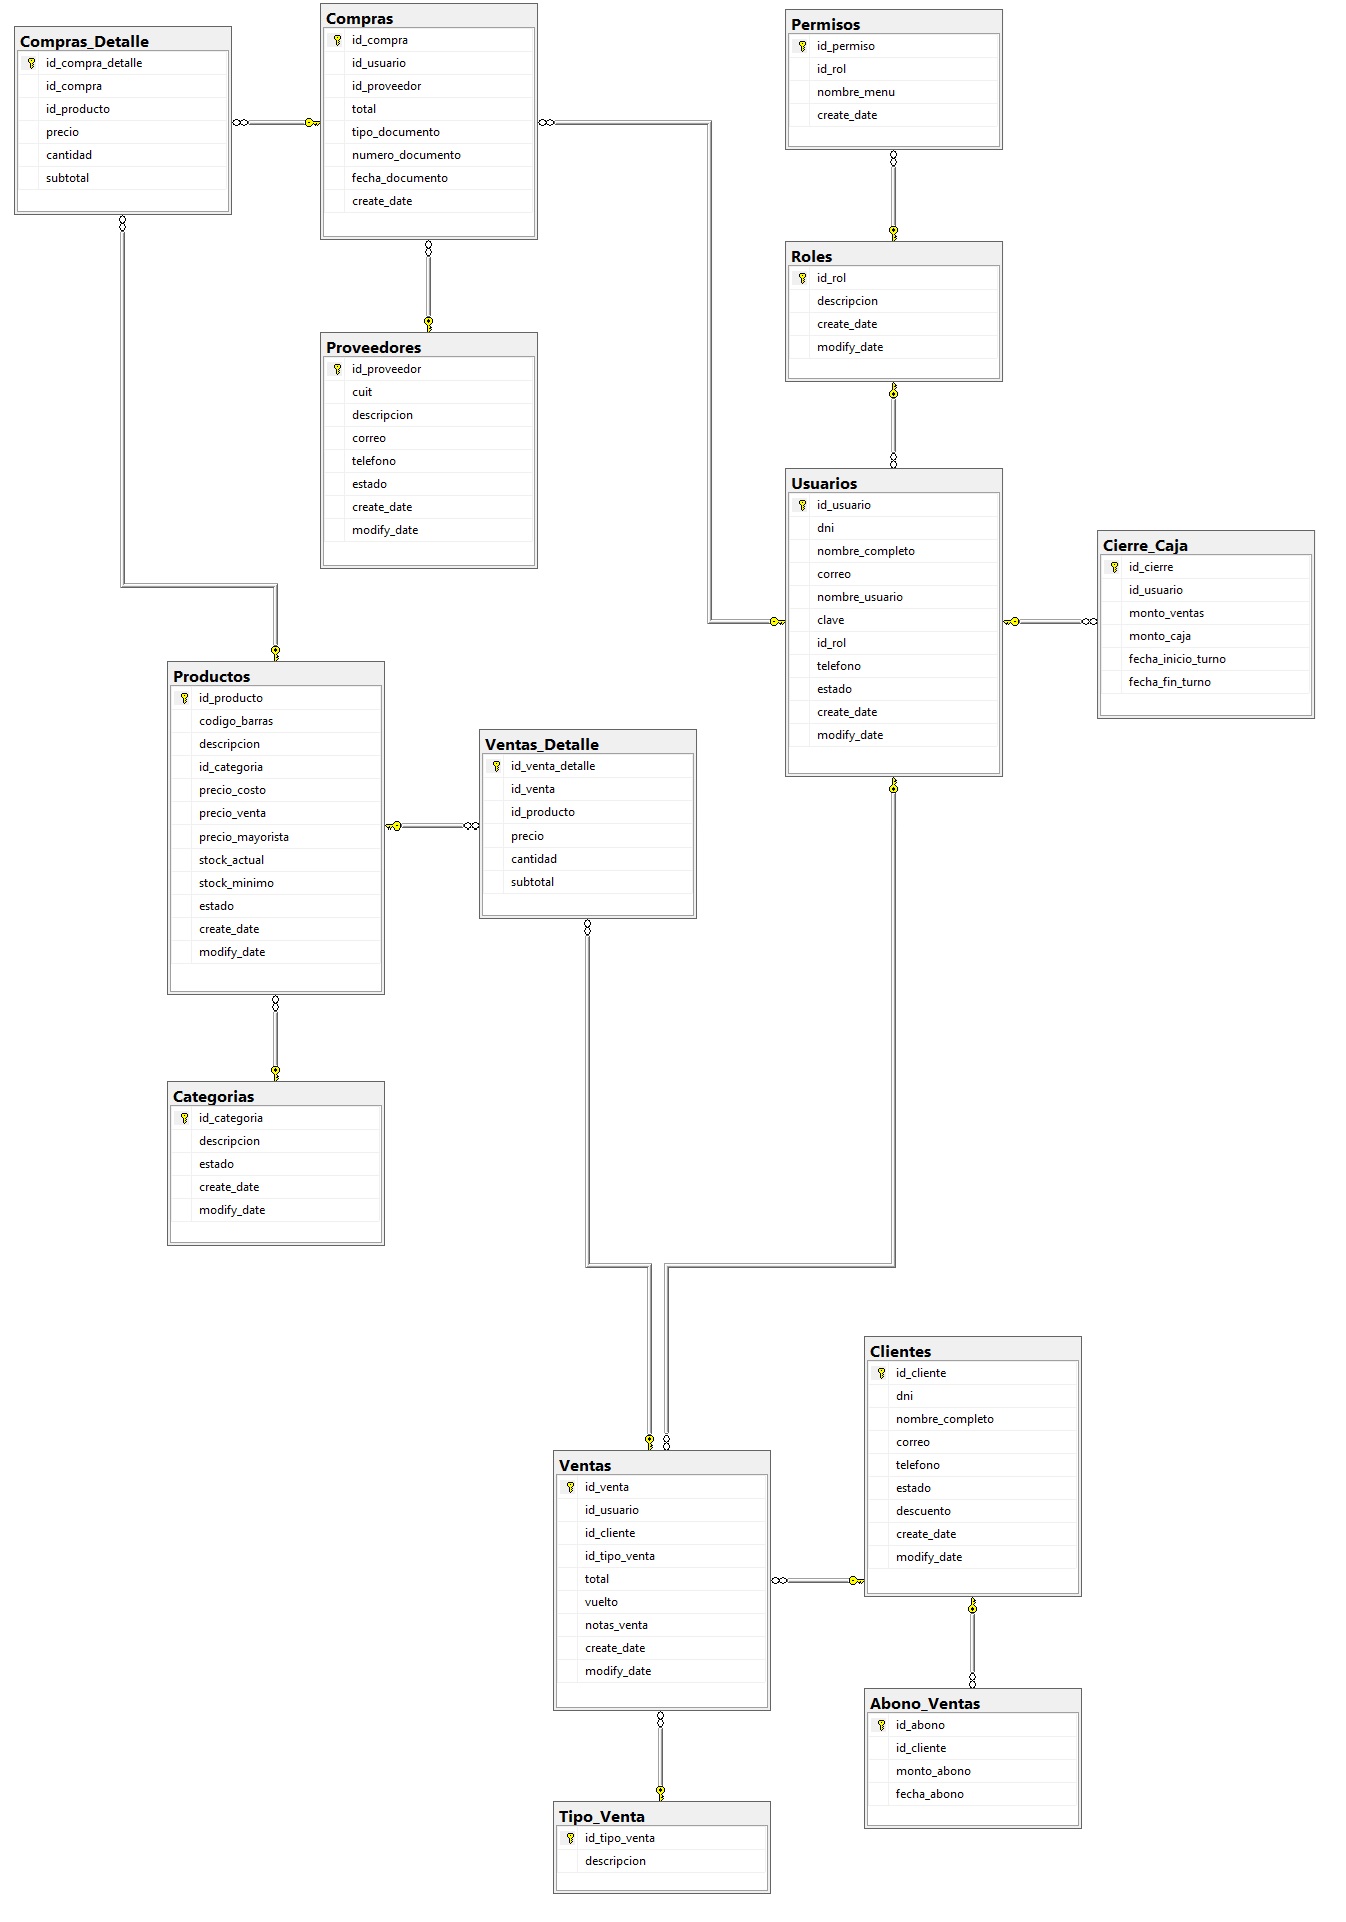 Compras_Detalle
id_compra_detalle
id_compra
id_producto
precio
cantidad
subtotal
Compras
id_compra
id_usuario
id_proveedor
total
tipo_documento
numero_documento
fecha_documento
create_date
Permisos
id_permiso
id_rol
nombre_menu
create_date
Roles
id_rol
descripcion
create_date
modify_date
Proveedores
id_proveedor
cuit
descripcion
correo
telefono
estado
create_date
modify_date
Usuarios
id_usuario
dni
nombre_completo
correo
nombre_usuario
clave
id_rol
telefono
estado
create_date
modify_date
Cierre_Caja
id_cierre
id_usuario
monto_ventas
monto_caja
fecha_inicio_turno
fecha_fin_turno
Productos
id_producto
codigo_barras
descripcion
id_categoria
precio_costo
precio_venta
precio_mayorista
stock_actual
stock_minimo
estado
create_date
modify_date
Ventas_Detalle
id_venta_detalle
id_venta
id_producto
precio
cantidad
subtotal
Categorias
id_categoria
descripcion
estado
create_date
modify_date
Clientes
id_cliente
dni
nombre_completo
correo
telefono
estado
descuento
create_date
modify_date
Ventas
id_venta
id_usuario
id_cliente
id_tipo_venta
total
vuelto
notas_venta
create_date
modify_date
Abono_Ventas
id_abono
id_cliente
monto_abono
fecha_abono
Tipo_Venta
id_tipo_venta
descripcion